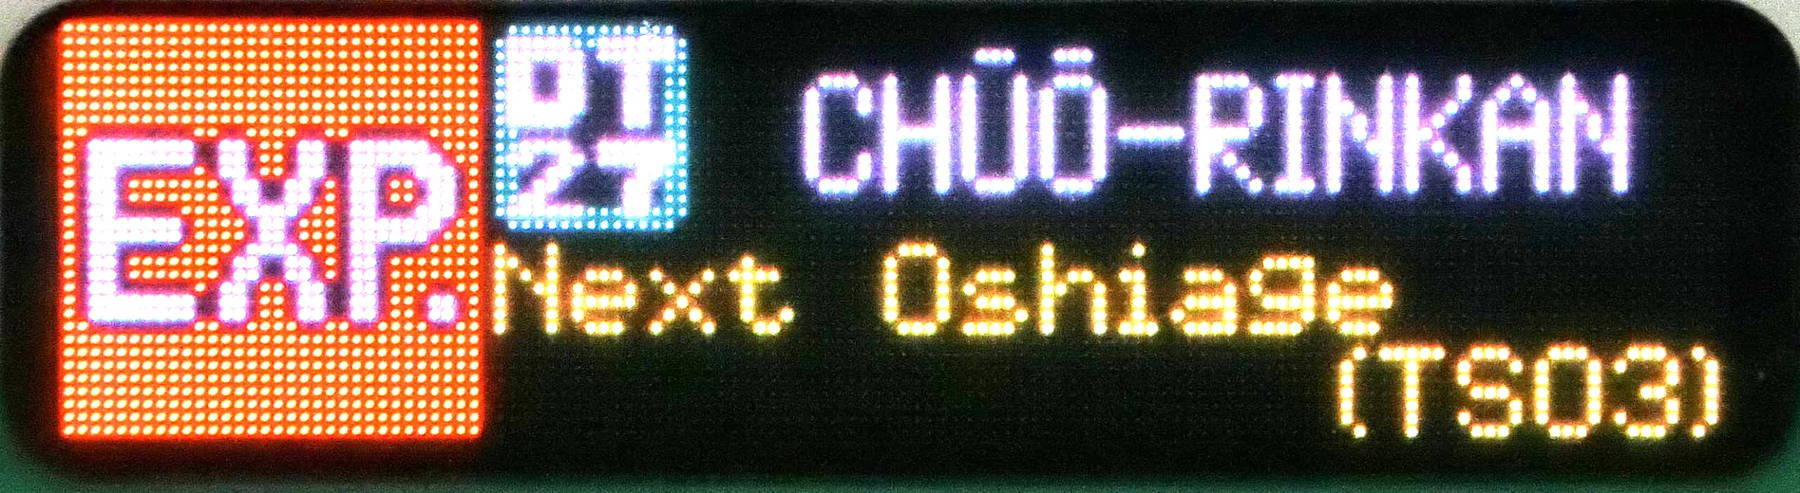 EXP.
DT
27
CHŪŌ-RINKAN
Next Oshiage
(TS03)